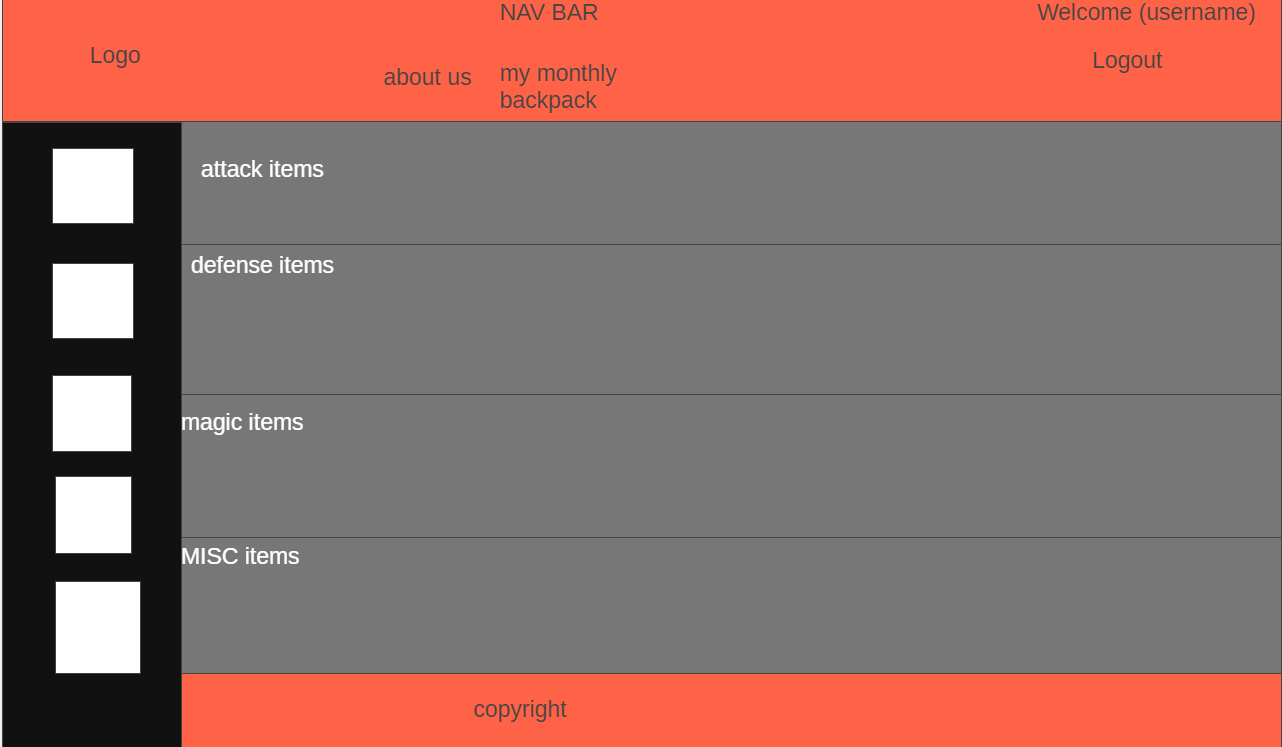 NAV BAR
Welcome (username)
Logo
Logout
about us
my monthly
backpack
attack items
defense items
magic items
MISC items
copyright